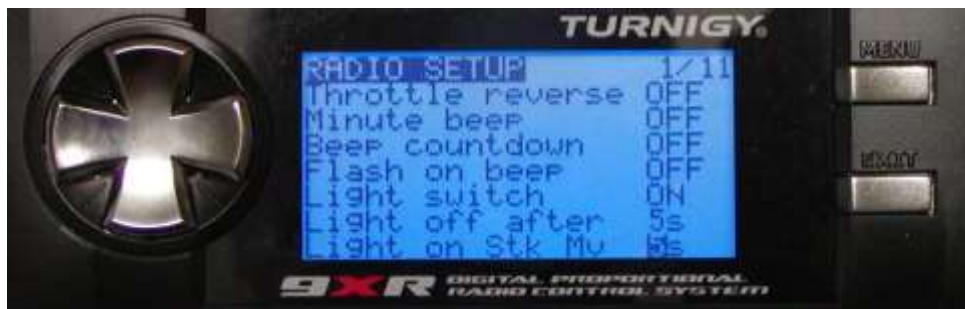 TURNIGY®
MENU
RADIO SETUP 1/11
Throttle reverse OFF
Minute beep OFF
Beep countdown OFF
Flash on beep OFF
EXIT
Light switch ON
Light off after 5s
Light on Stk Mv 5s
9XR DIGITAL PROPORTIONAL
RADIO CONTROL SYSTEM